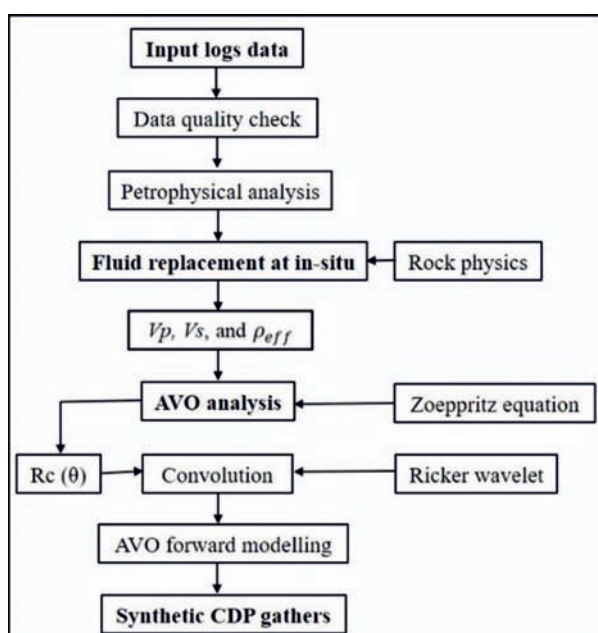 Input logs data
Data quality check
Petrophysical analysis
Fluid replacement at in-situ
Rock physics
Vp, Vs, and ρeff
AVO analysis
Zoeppritz equation
Rc (θ)
Convolution
Ricker wavelet
AVO forward modelling
Synthetic CDP gathers